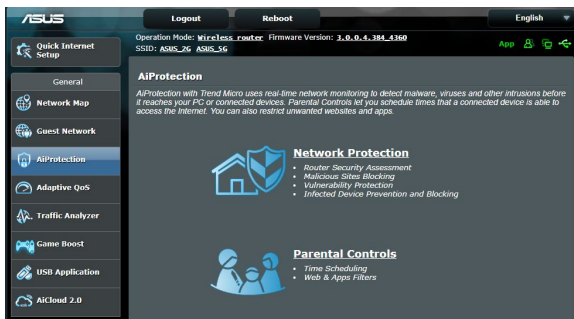 ASUS
Logout
Reboot
English
Quick Internet
Setup
Operation Mode: Wireless router Firmware Version: 3.0.0.4.384_4360
SSID: ASUS_2G ASUS_5G
App
General
Network Map
Guest Network
AiProtection
Adaptive QoS
Traffic Analyzer
Game Boost
USB Application
AiCloud 2.0
AiProtection
AiProtection with Trend Micro uses real-time network monitoring to detect malware, viruses and other intrusions before
it reaches your PC or connected devices. Parental Controls let you schedule times that a connected device is able to
access the Internet. You can also restrict unwanted websites and apps.
Network Protection
• Router Security Assessment
• Malicious Sites Blocking
• Vulnerability Protection
• Infected Device Prevention and Blocking
Parental Controls
• Time Scheduling
• Web & Apps Filters